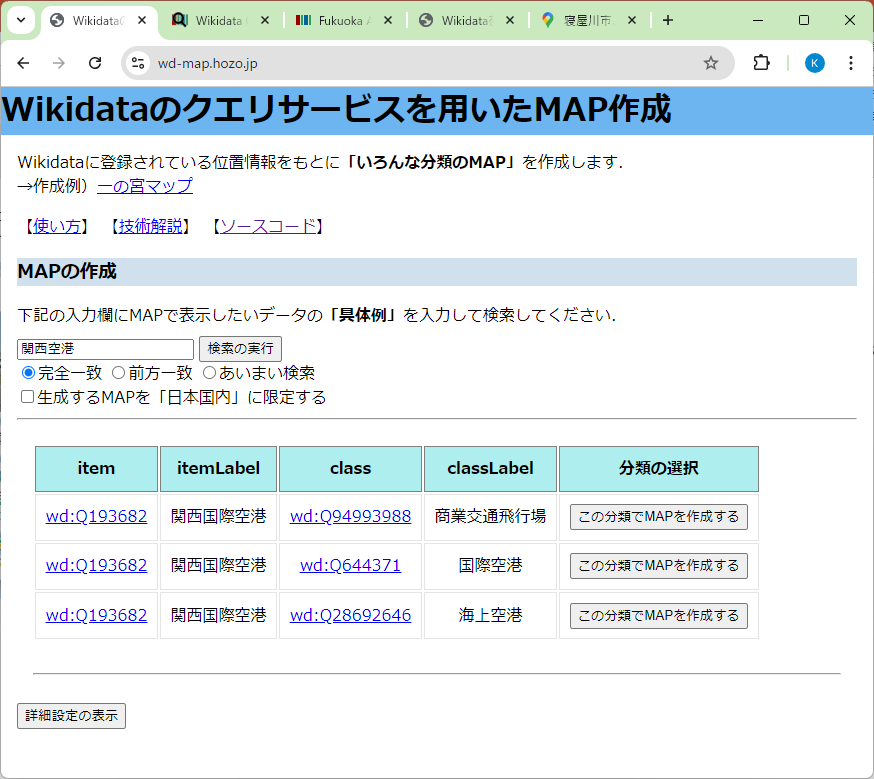 Wikidataの
Wikidata
Fukuoka
Wikidata
寝屋川市
wd-map.hozo.jp
K
Wikidataのクエリサービスを用いたMAP作成
Wikidataに登録されている位置情報をもとに「いろんな分類のMAP」を作成します.
→作成例）一の宮マップ
【使い方】 【技術解説】 【ソースコード】
MAPの作成
下記の入力欄にMAPで表示したいデータの「具体例」を入力して検索してください.
関西空港 検索の実行
完全一致 前方一致 あいまい検索
生成するMAPを「日本国内」に限定する
item itemLabel class classLabel 分類の選択
wd:Q193682 関西国際空港 wd:Q94993988 商業交通飛行場 この分類でMAPを作成する
wd:Q193682 関西国際空港 wd:Q644371 国際空港 この分類でMAPを作成する
wd:Q193682 関西国際空港 wd:Q28692646 海上空港 この分類でMAPを作成する
詳細設定の表示